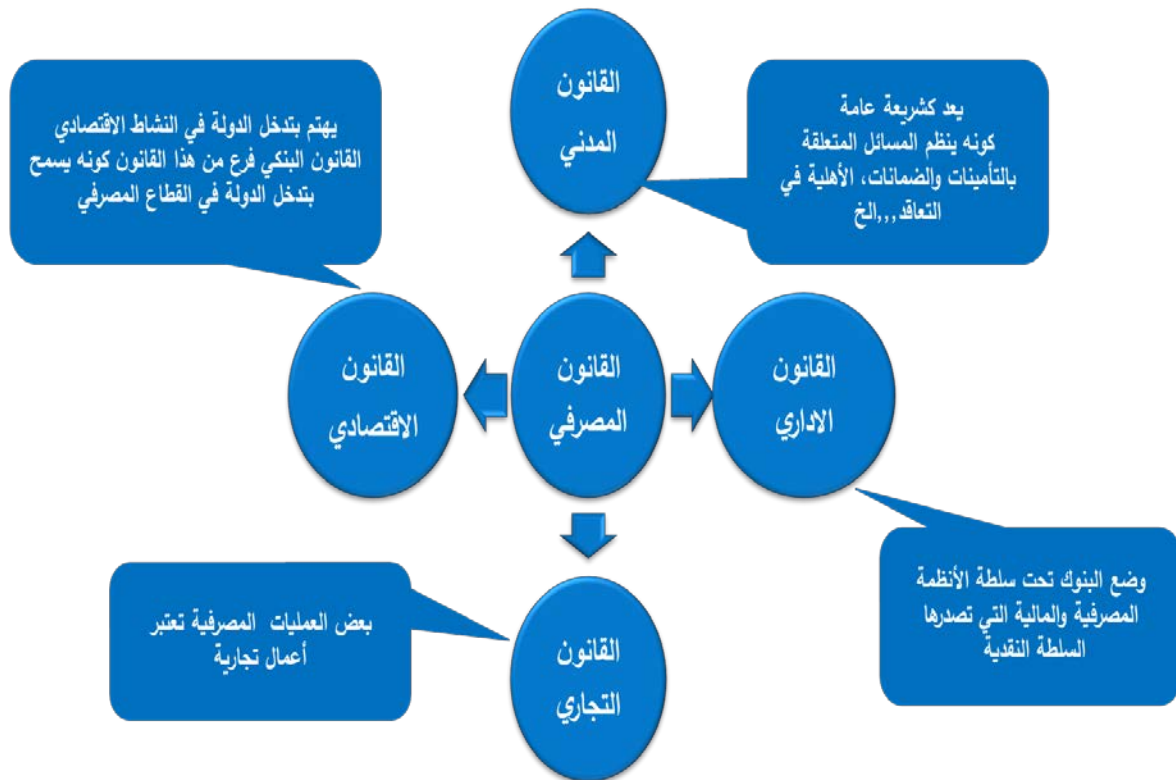 القانون
المدني
يعد كشريعة عامة
كونه ينظم المسائل المتعلقة
بالتأمينات والضمانات، الأهلية في
التعاقد,,,الخ
يهتم بتدخل الدولة في النشاط الاقتصادي
القانون البنكي فرع من هذا القانون كونه يسمح
بتدخل الدولة في القطاع المصرفي
القانون
الاداري
القانون
المصرفي
القانون
الاقتصادي
وضع البنوك تحت سلطة الأنظمة
المصرفية والمالية التي تصدرها
السلطة النقدية
بعض العمليات المصرفية تعتبر
أعمال تجارية
القانون
التجاري